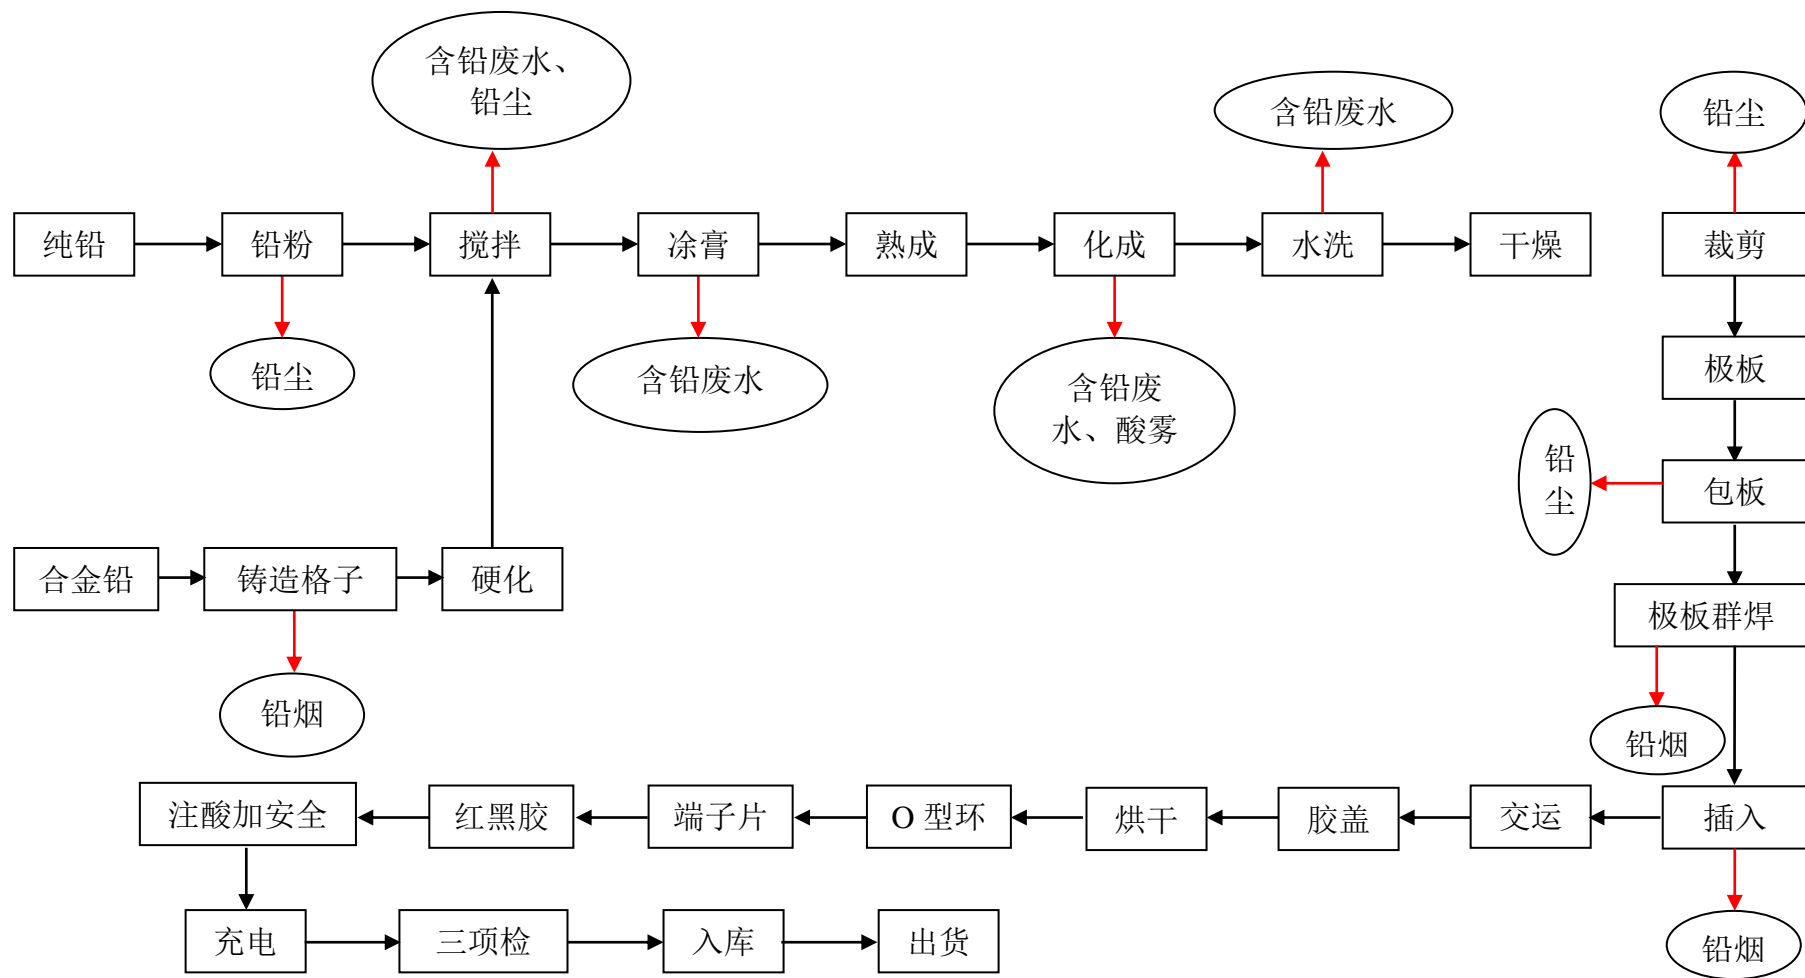 含铅废水、
铅尘
含铅废水
铅尘
纯铅
铅粉
搅拌
凃膏
熟成
化成
水洗
干燥
裁剪
铅尘
含铅废水
含铅废
水、酸雾
极板
铅
尘
包板
合金铅
铸造格子
硬化
极板群焊
铅烟
铅烟
注酸加安全
红黑胶
端子片
O 型环
烘干
胶盖
交运
插入
充电
三项检
入库
出货
铅烟